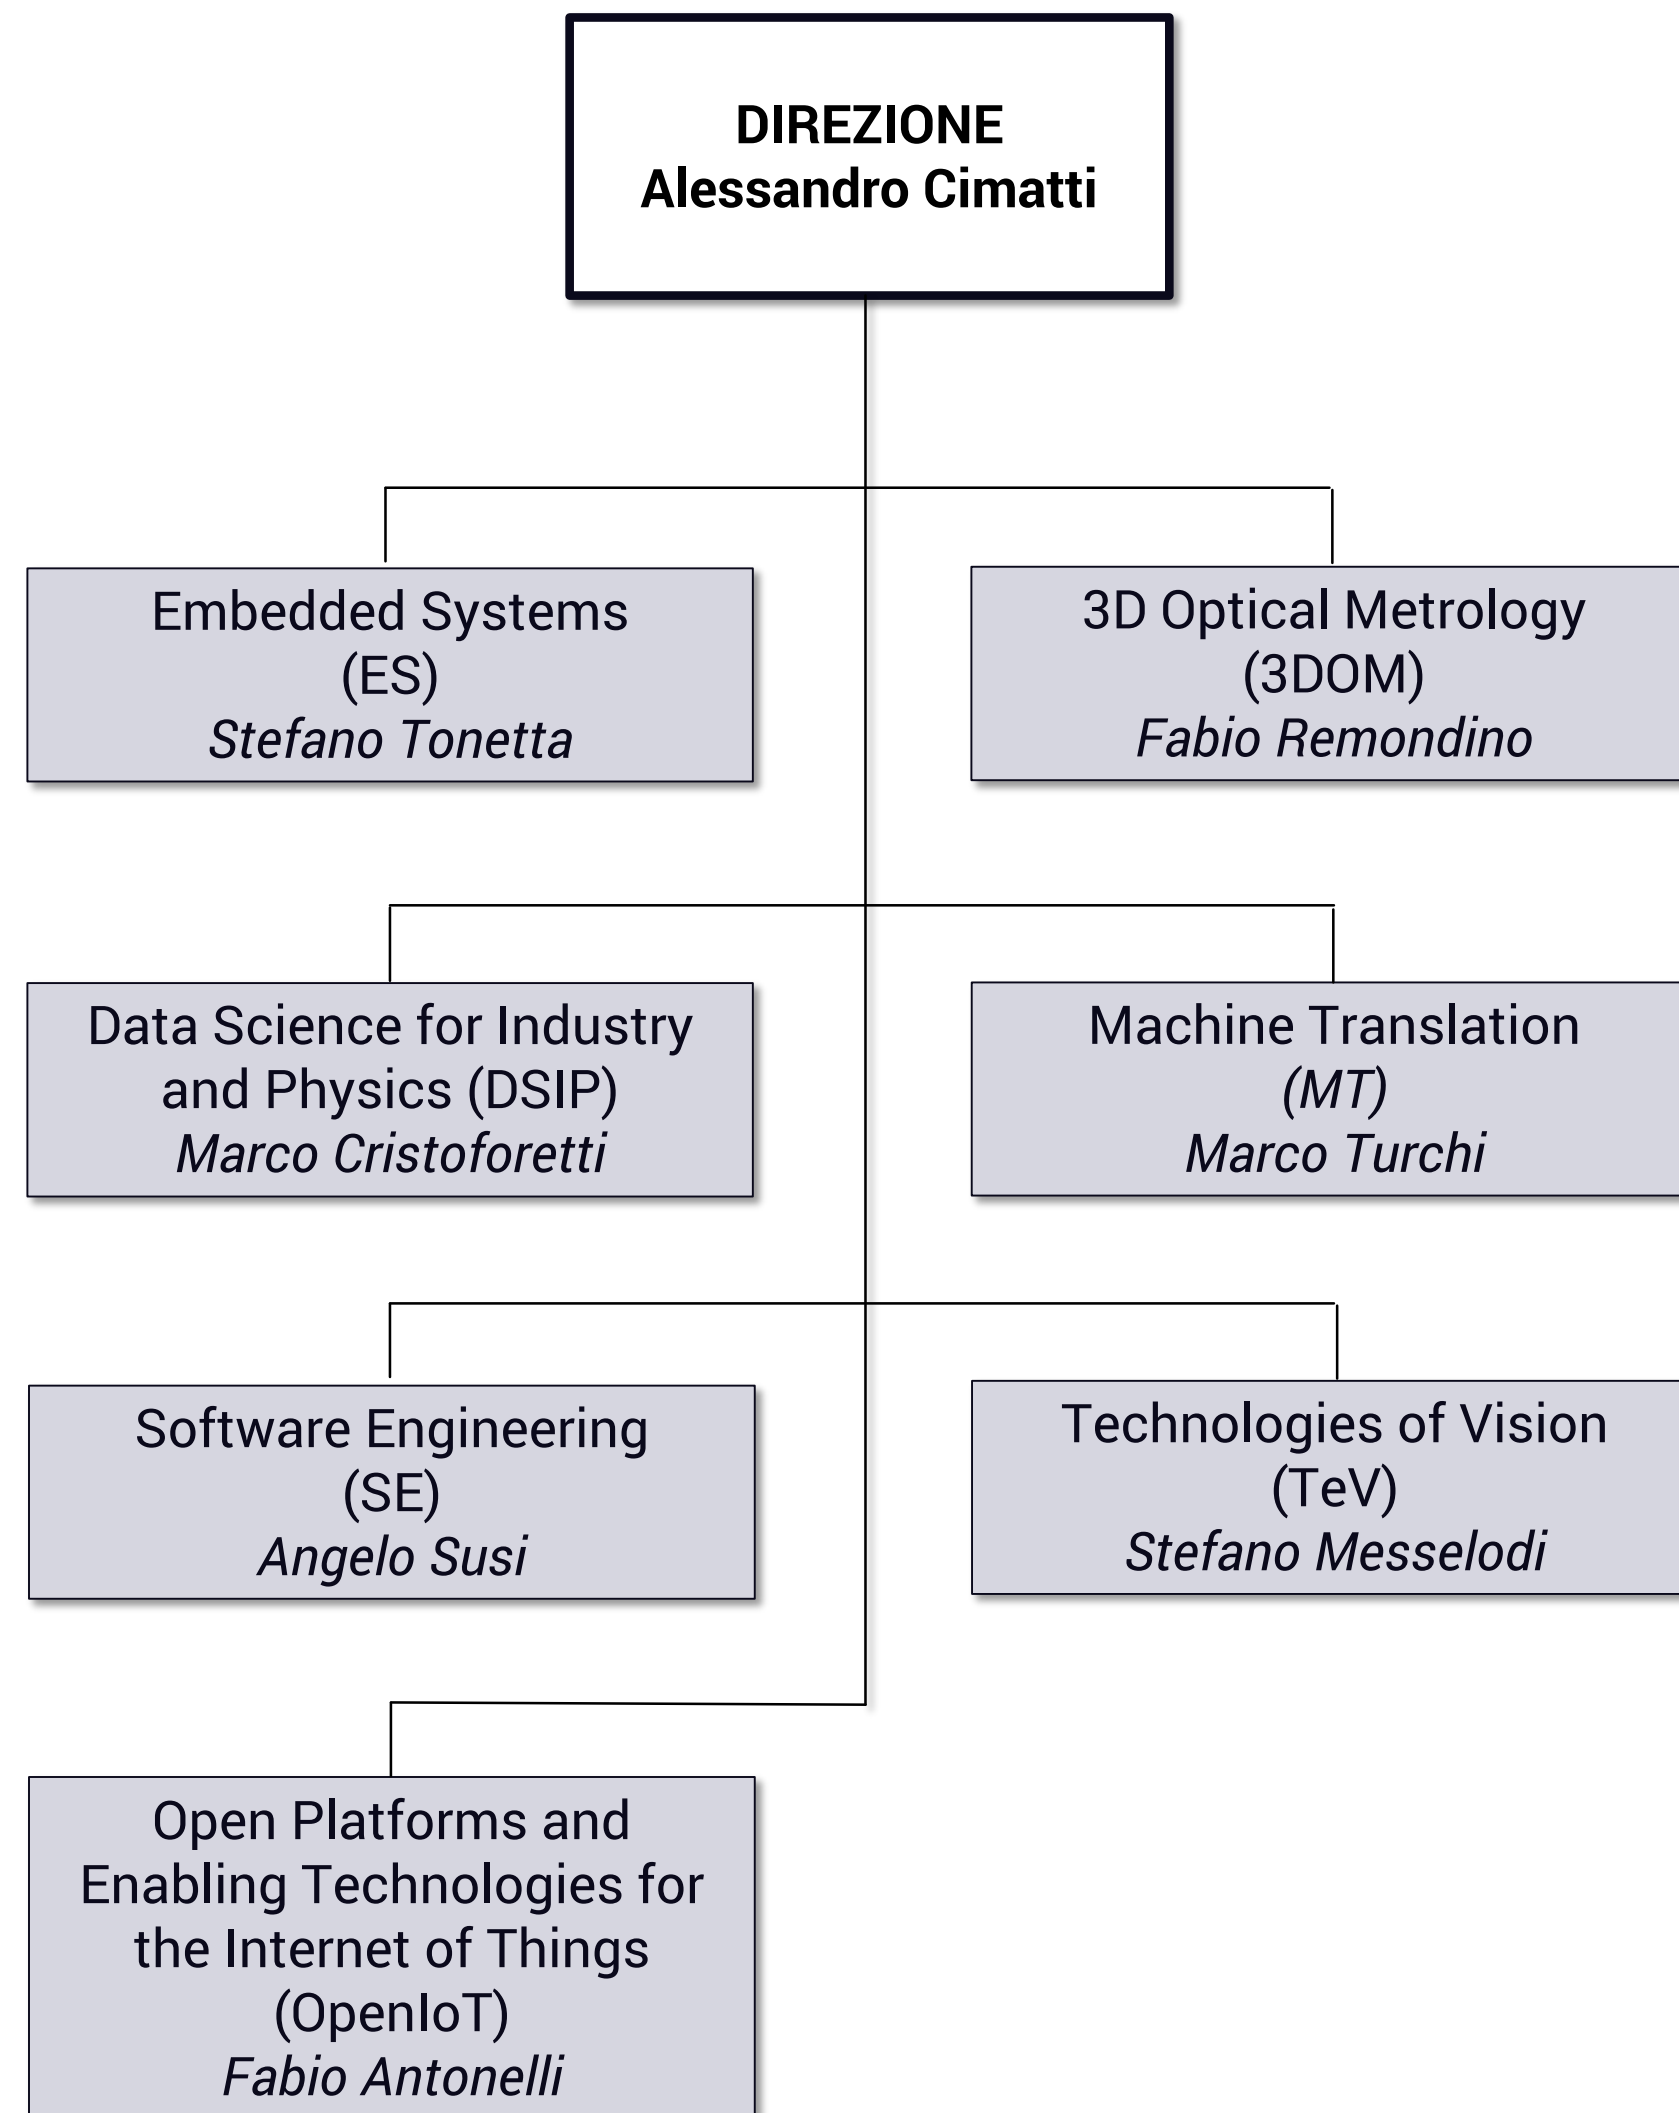 DIREZIONE
Alessandro Cimatti
Embedded Systems
(ES)
Stefano Tonetta
3D Optical Metrology
(3DOM)
Fabio Remondino
Data Science for Industry
and Physics (DSIP)
Marco Cristoforetti
Machine Translation
(MT)
Marco Turchi
Software Engineering
(SE)
Angelo Susi
Technologies of Vision
(TeV)
Stefano Messelodi
Open Platforms and
Enabling Technologies for
the Internet of Things
(OpenIoT)
Fabio Antonelli